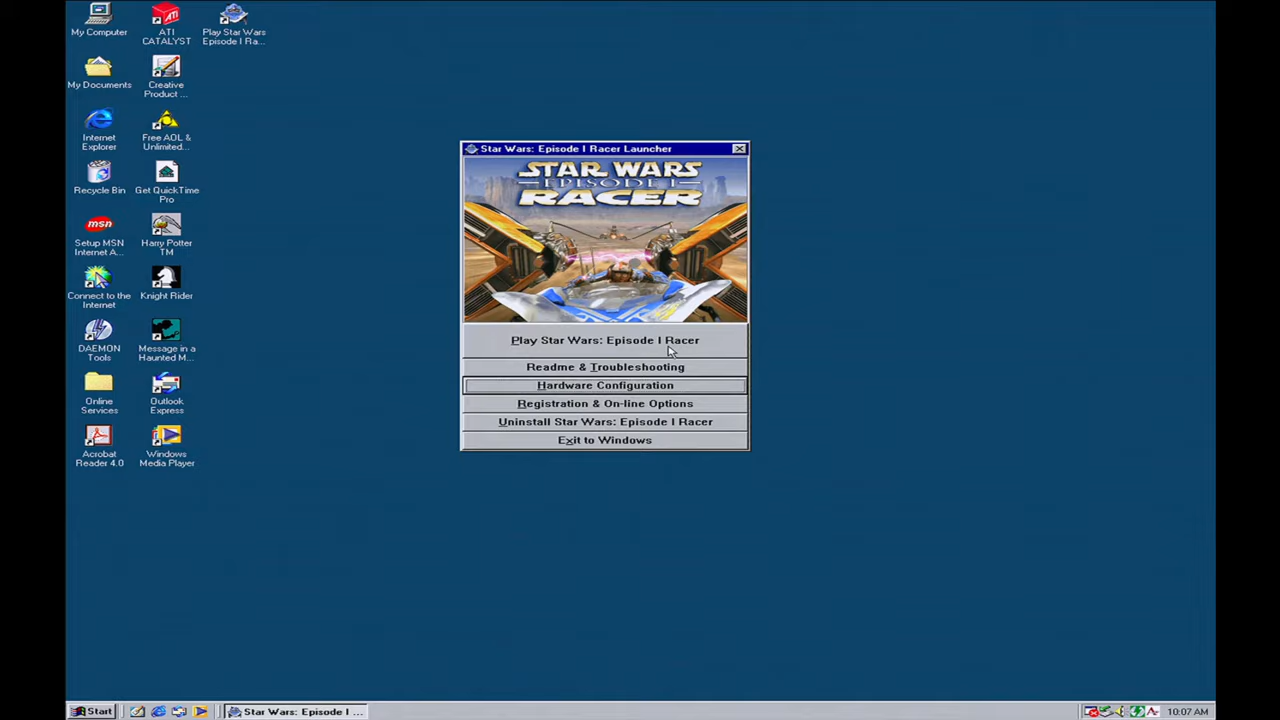 My Computer
ATI
CATALYST
Play Star Wars
Episode I Ra...
My Documents
Creative
Product ...
Internet
Explorer
Free AOL &
Unlimited...
Recycle Bin
Get QuickTime
Pro
msn
Setup MSN
Internet A...
Harry Potter
TM
Connect to the
Internet
Knight Rider
DAEMON
Tools
Message in a
Haunted M...
Online
Services
Outlook
Express
Acrobat
Reader 4.0
Windows
Media Player
Star Wars: Episode I Racer Launcher
STAR WARS
EPISODE I
RACER
Play Star Wars: Episode I Racer
Readme & Troubleshooting
Hardware Configuration
Registration & On-line Options
Uninstall Star Wars: Episode I Racer
Exit to Windows
Start
Star Wars: Episode I ...
10:07 AM